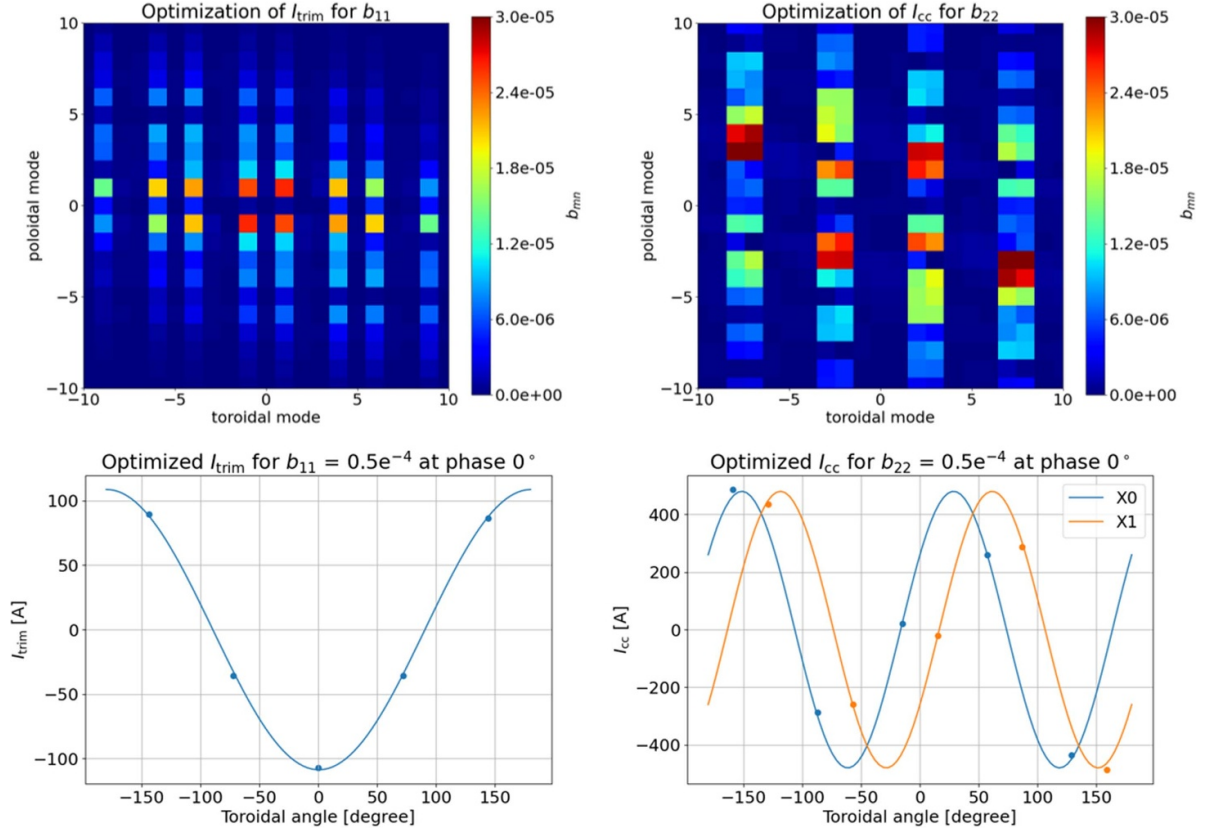 Optimization of I_trim for b_11
Optimization of I_cc for b_22
10
5
0
−5
−10
poloidal mode
−10
−5
0
5
10
toroidal mode
3.0e-05
2.4e-05
1.8e-05
1.2e-05
6.0e-06
0.0e+00
b_mn
10
5
0
−5
−10
poloidal mode
−10
−5
0
5
10
toroidal mode
3.0e-05
2.4e-05
1.8e-05
1.2e-05
6.0e-06
0.0e+00
b_mn
Optimized I_trim for b_11 = 0.5e⁻⁴ at phase 0°
100
50
0
−50
−100
I_trim [A]
−150
−100
−50
0
50
100
150
Toroidal angle [degree]
Optimized I_cc for b_22 = 0.5e⁻⁴ at phase 0°
X0
X1
400
200
0
−200
−400
I_cc [A]
−150
−100
−50
0
50
100
150
Toroidal angle [degree]